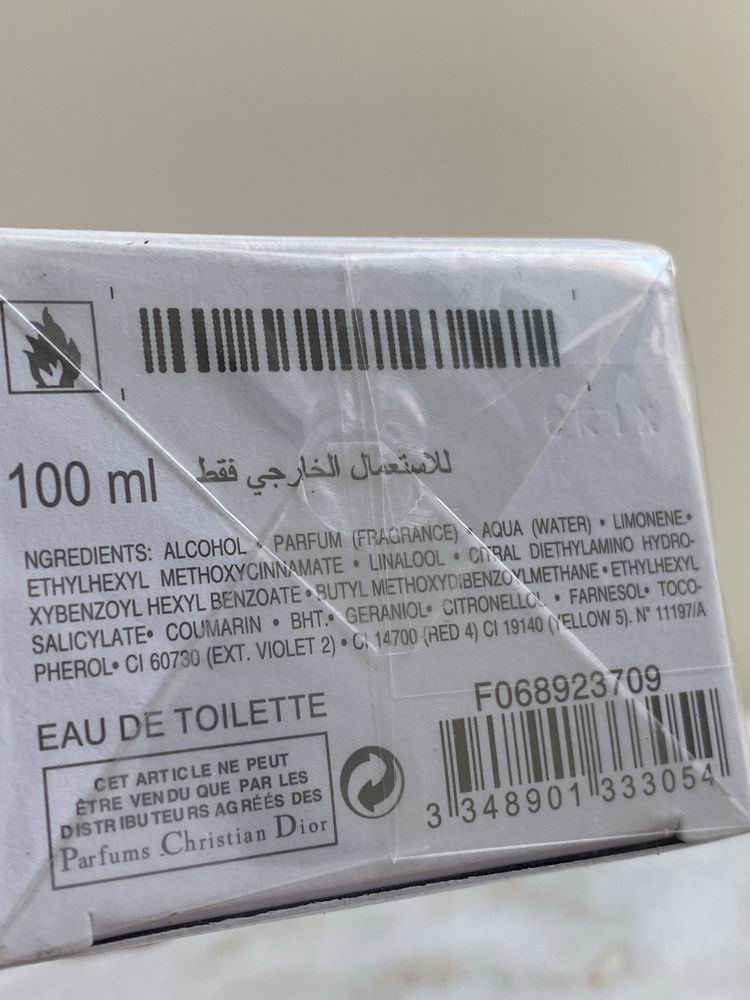 100 ml
للاستعمال الخارجي فقط
NGREDIENTS: ALCOHOL • PARFUM (FRAGRANCE) • AQUA (WATER) • LIMONENE•
ETHYLHEXYL METHOXYCINNAMATE • LINALOOL • CITRAL DIETHYLAMINO HYDRO-
XYBENZOYL HEXYL BENZOATE • BUTYL METHOXYDIBENZOYLMETHANE • ETHYLHEXYL
SALICYLATE• COUMARIN • BHT• GERANIOL• CITRONELLOL • FARNESOL• TOCO-
PHEROL• CI 60730 (EXT. VIOLET 2) • CI 14700 (RED 4) CI 19140 (YELLOW 5). N° 11197/A
EAU DE TOILETTE
CET ARTICLE NE PEUT
ÊTRE VENDU QUE PAR LES
DISTRIBUTEURS AGRÉÉS DES
Parfums Christian Dior
F068923709
3 348901 333054